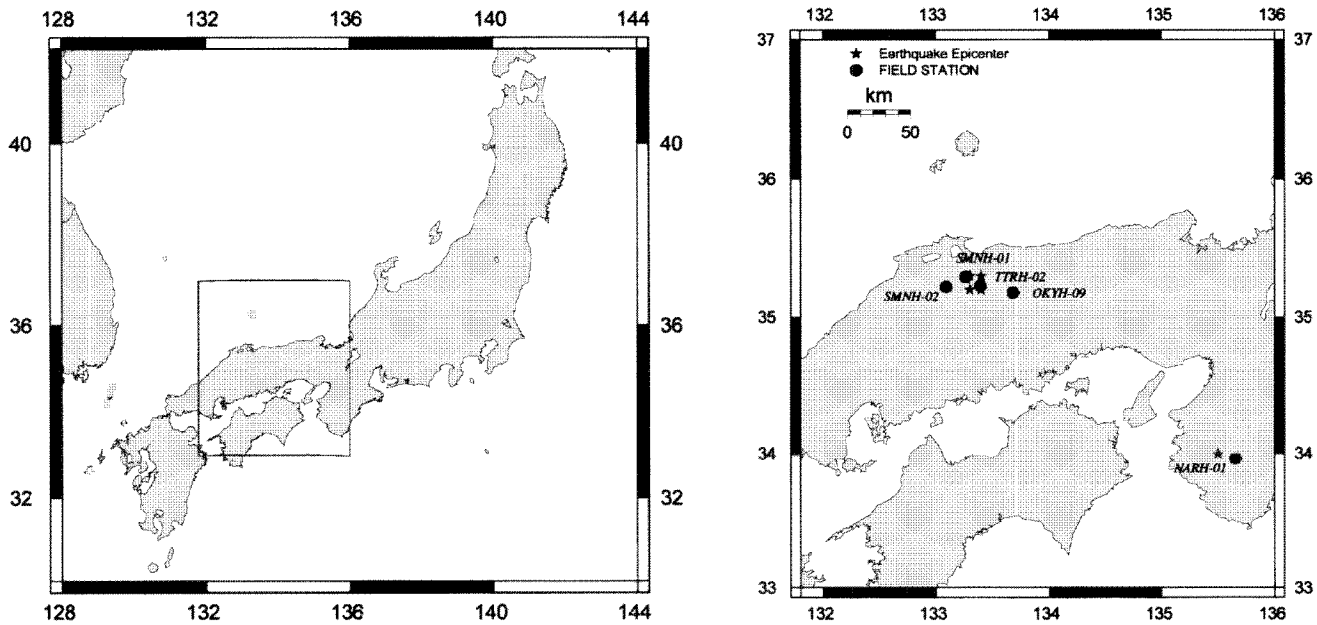 128 132 136 140 144
40 40
36 36
32 32
128 132 136 140 144
132 133 134 135 136
37 37
★ Earthquake Epicenter
● FIELD STATION
km
0 50
36 36
SMNH-01
TTRH-02
SMNH-02
OKYH-09
35 35
34 34
NARH-01
33 33
132 133 134 135 136